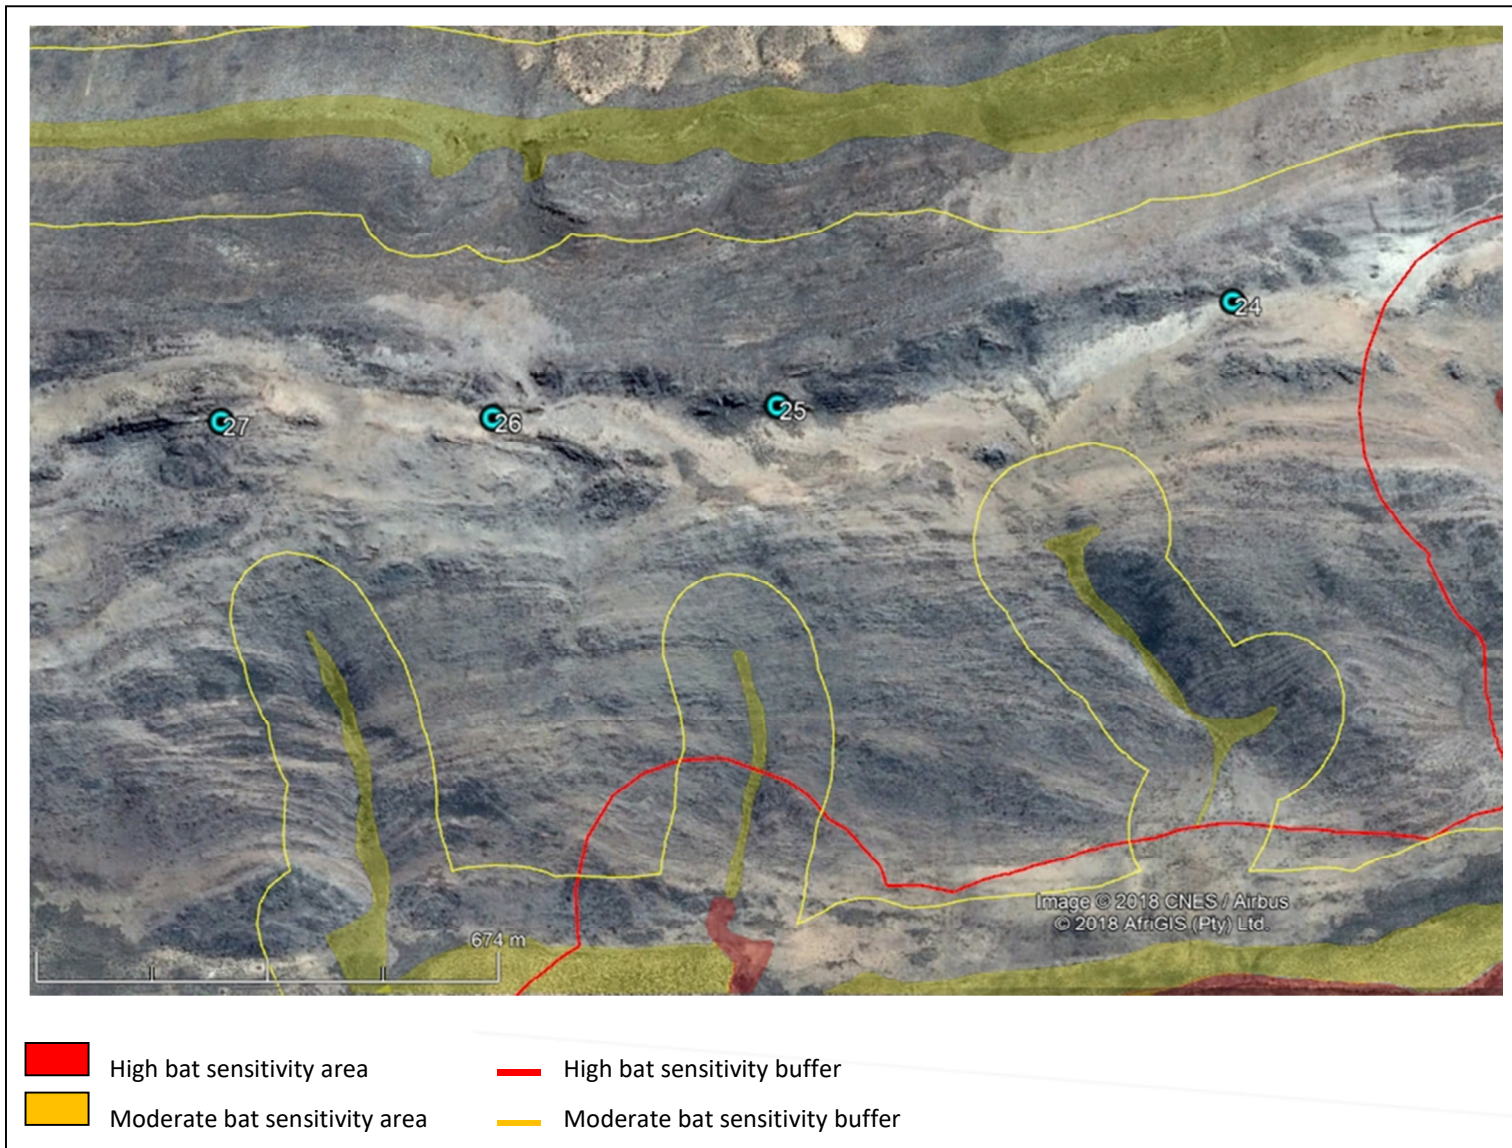 24
25
26
27
674 m
Image © 2018 CNES / Airbus
© 2018 AfriGIS (Pty) Ltd.
High bat sensitivity area
High bat sensitivity buffer
Moderate bat sensitivity area
Moderate bat sensitivity buffer